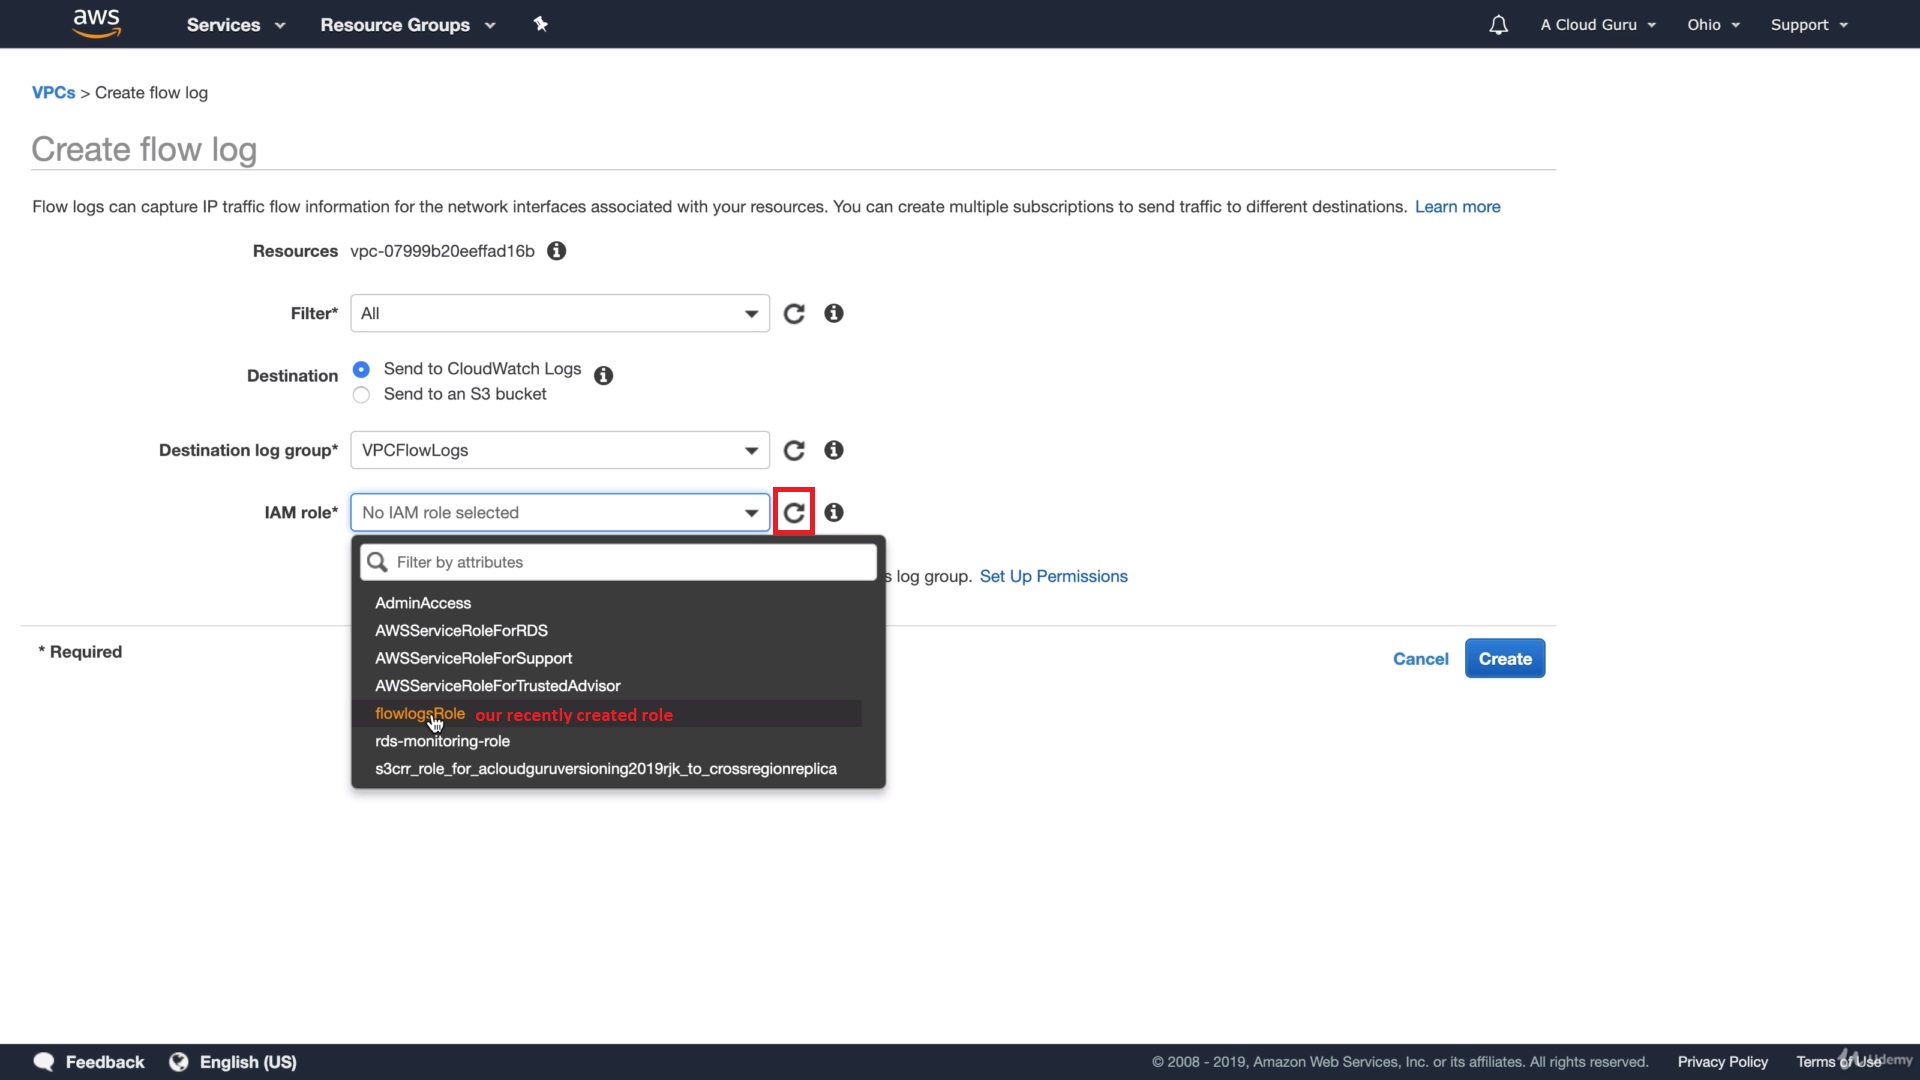 aws Services Resource Groups A Cloud Guru Ohio Support
VPCs > Create flow log
Create flow log
Flow logs can capture IP traffic flow information for the network interfaces associated with your resources. You can create multiple subscriptions to send traffic to different destinations. Learn more
Resources vpc-07999b20eeffad16b
Filter* All
Destination Send to CloudWatch Logs
Send to an S3 bucket
Destination log group* VPCFlowLogs
IAM role* No IAM role selected
Filter by attributes
s log group. Set Up Permissions
AdminAccess
AWSServiceRoleForRDS
AWSServiceRoleForSupport
AWSServiceRoleForTrustedAdvisor
flowlogsRole our recently created role
rds-monitoring-role
s3crr_role_for_acloudguruversioning2019rjk_to_crossregionreplica
* Required
Cancel Create
Feedback English (US) © 2008 - 2019, Amazon Web Services, Inc. or its affiliates. All rights reserved. Privacy Policy Terms of Use
Udemy